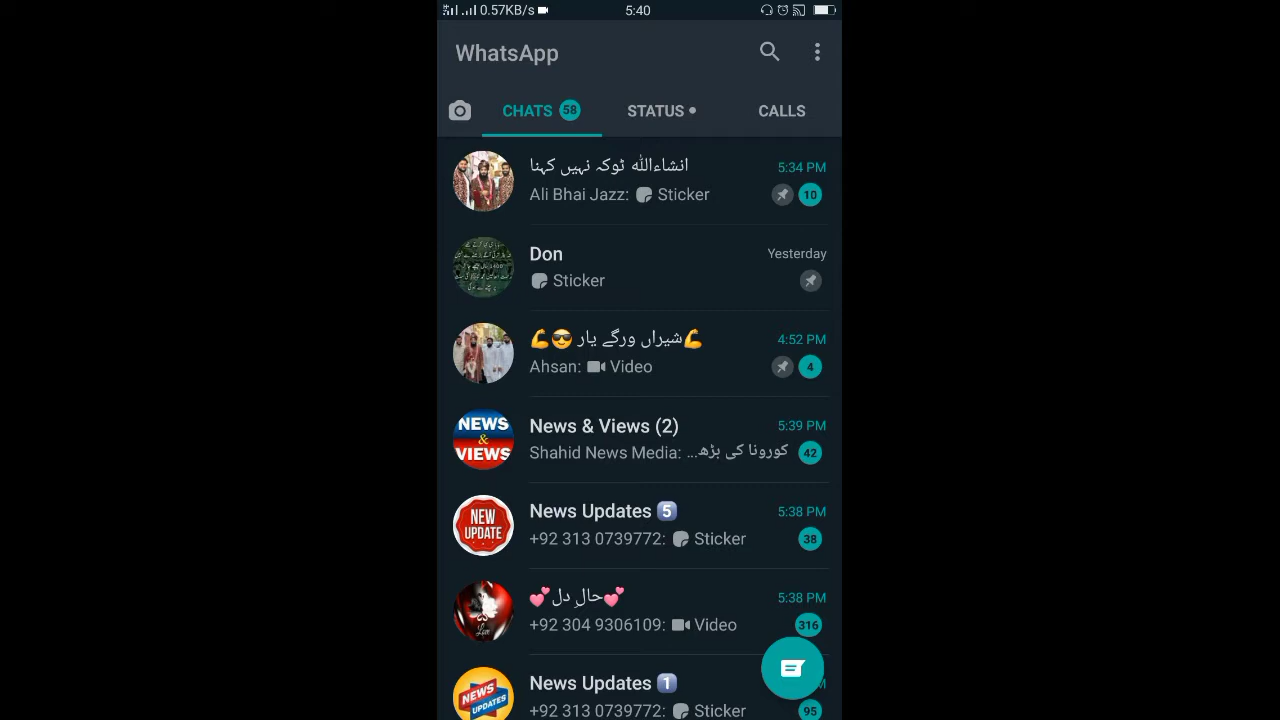 0.57KB/s 5:40
WhatsApp
CHATS 58 STATUS CALLS
انشاءاللّٰه ٹوکہ نہیں کہنا 5:34 PM
Ali Bhai Jazz: Sticker 10
Don Yesterday
Sticker
💪شیراں ورگے یار 😎💪 4:52 PM
Ahsan: Video 4
NEWS & VIEWS
News & Views (2) 5:39 PM
Shahid News Media: کورونا کی بڑھ... 42
NEW UPDATE
News Updates 5 5:38 PM
+92 313 0739772: Sticker 38
💕حالِ دل💕 5:38 PM
+92 304 9306109: Video 316
Love
NEWS UPDATES
News Updates 1
+92 313 0739772: Sticker 95